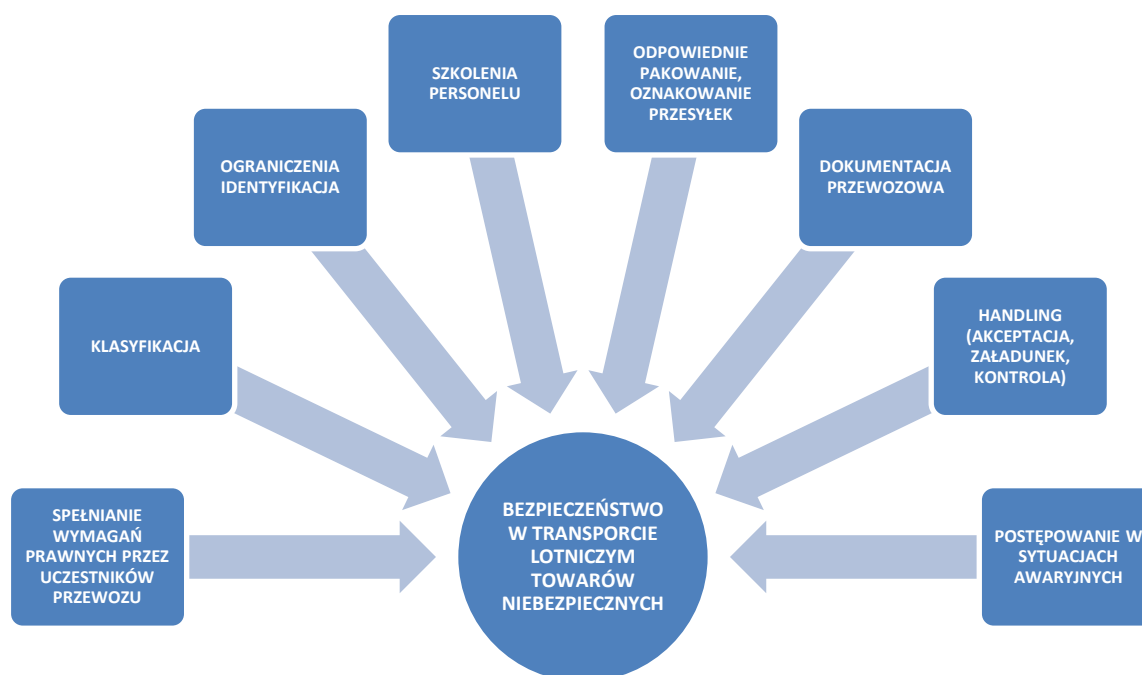 SZKOLENIA
PERSONELU
ODPOWIEDNIE
PAKOWANIE,
OZNAKOWANIE
PRZESYŁEK
OGRANICZENIA
IDENTYFIKACJA
DOKUMENTACJA
PRZEWOZOWA
KLASYFIKACJA
HANDLING
(AKCEPTACJA,
ZAŁADUNEK,
KONTROLA)
SPEŁNIANIE
WYMAGAŃ
PRAWNYCH PRZEZ
UCZESTNIKÓW
PRZEWOZU
BEZPIECZEŃSTWO
W TRANSPORCIE
LOTNICZYM
TOWARÓW
NIEBEZPIECZNYCH
POSTĘPOWANIE W
SYTUACJACH
AWARYJNYCH